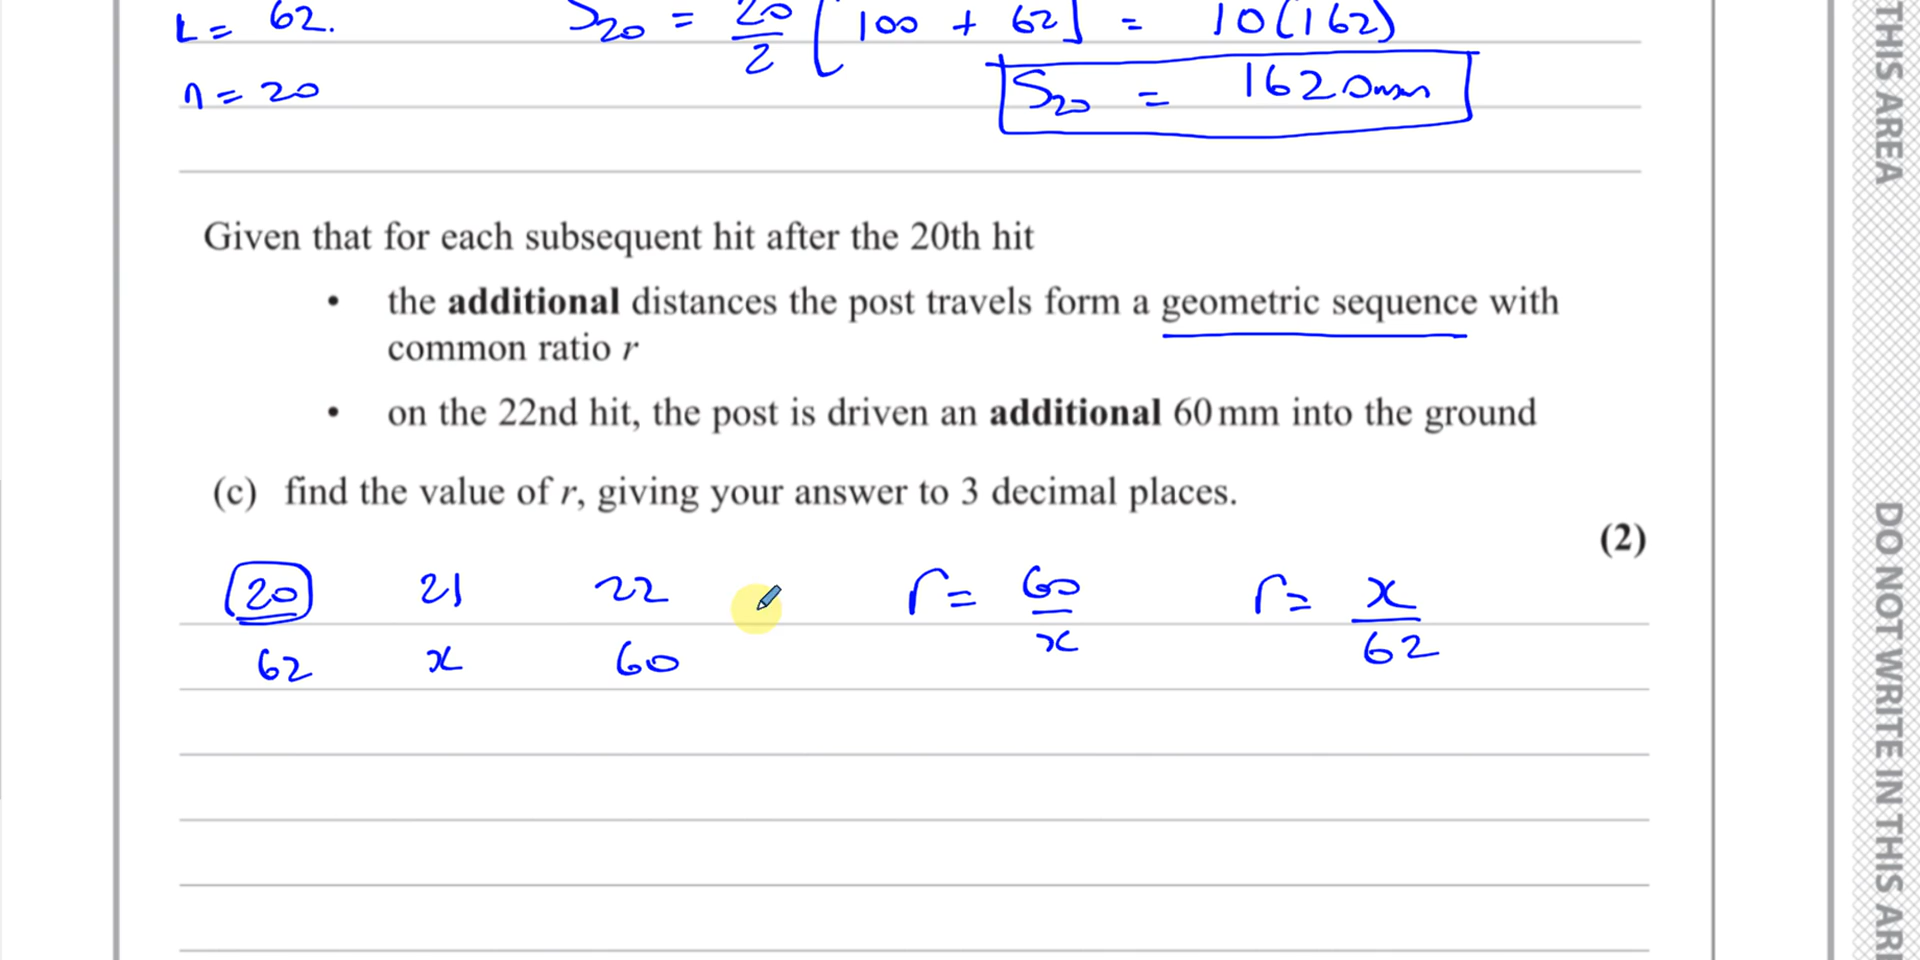 L = 62. S20 = 20/2 [100 + 62] = 10(162)
n = 20 S20 = 1620mm
Given that for each subsequent hit after the 20th hit
• the additional distances the post travels form a geometric sequence with
common ratio r
• on the 22nd hit, the post is driven an additional 60 mm into the ground
(c) find the value of r, giving your answer to 3 decimal places.
(2)
20 21 22 r = 60/x r = x/62
62 x 60
THIS AREA
DO NOT WRITE IN THIS AR